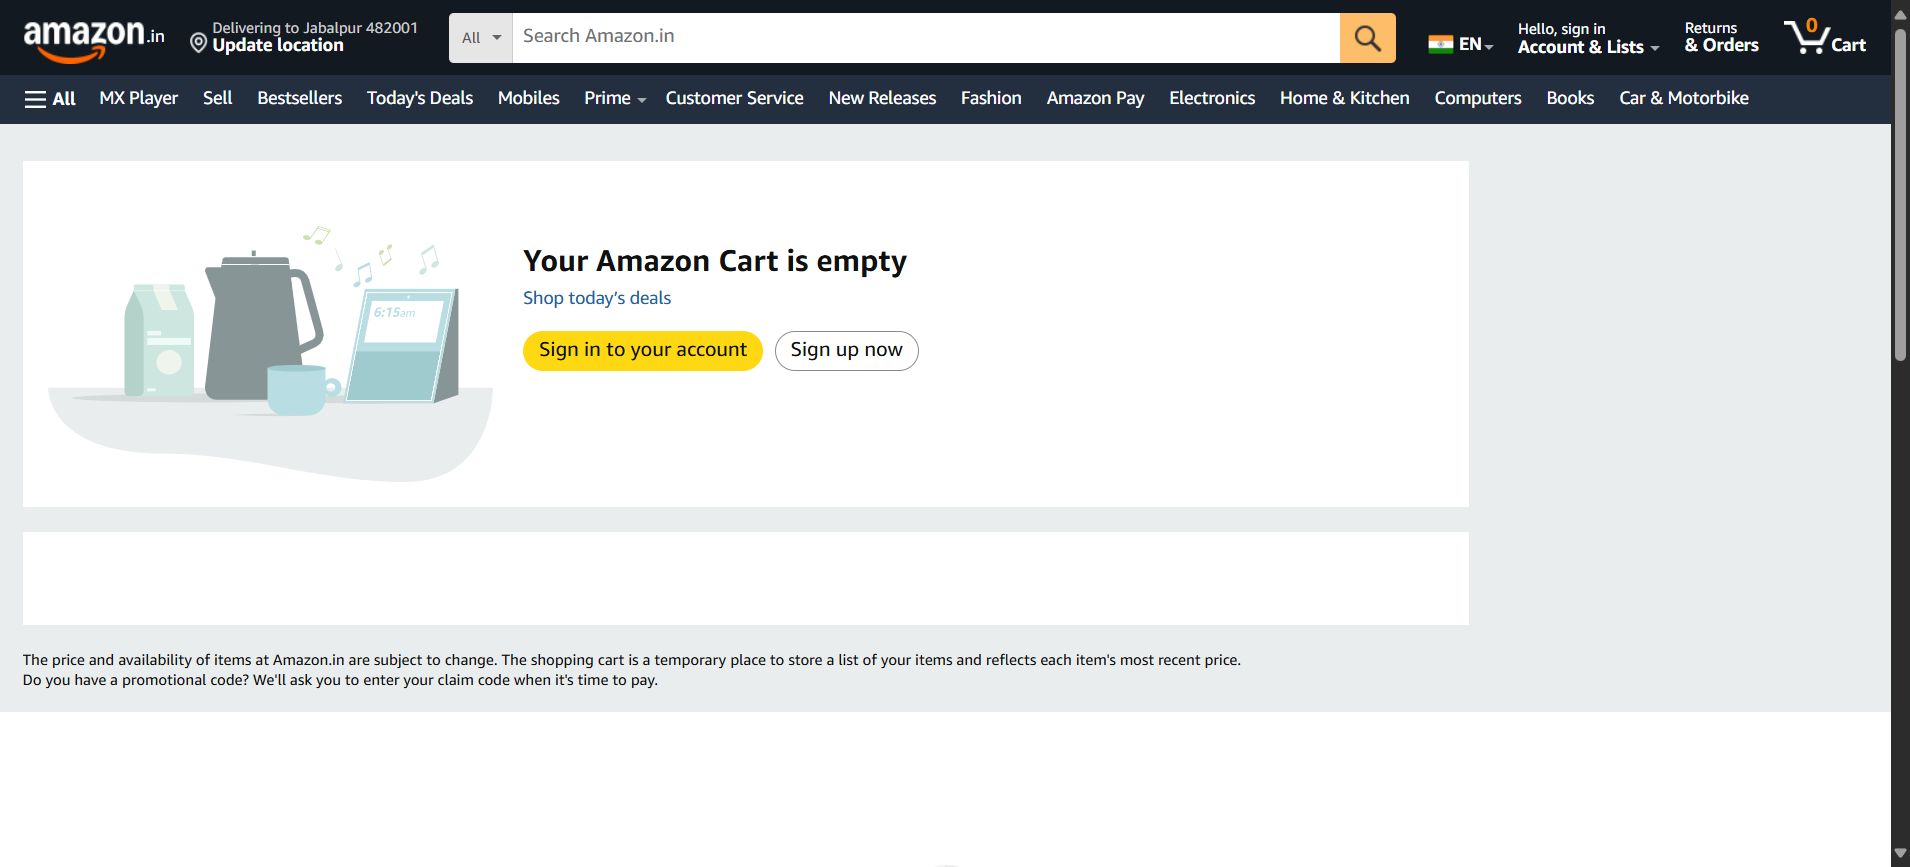 amazon.in
Delivering to Jabalpur 482001
Update location
All
Search Amazon.in
EN
Hello, sign in
Account & Lists
Returns
& Orders
0
Cart
All MX Player Sell Bestsellers Today's Deals Mobiles Prime Customer Service New Releases Fashion Amazon Pay Electronics Home & Kitchen Computers Books Car & Motorbike
6:15am
Your Amazon Cart is empty
Shop today's deals
Sign in to your account Sign up now
The price and availability of items at Amazon.in are subject to change. The shopping cart is a temporary place to store a list of your items and reflects each item's most recent price.
Do you have a promotional code? We'll ask you to enter your claim code when it's time to pay.